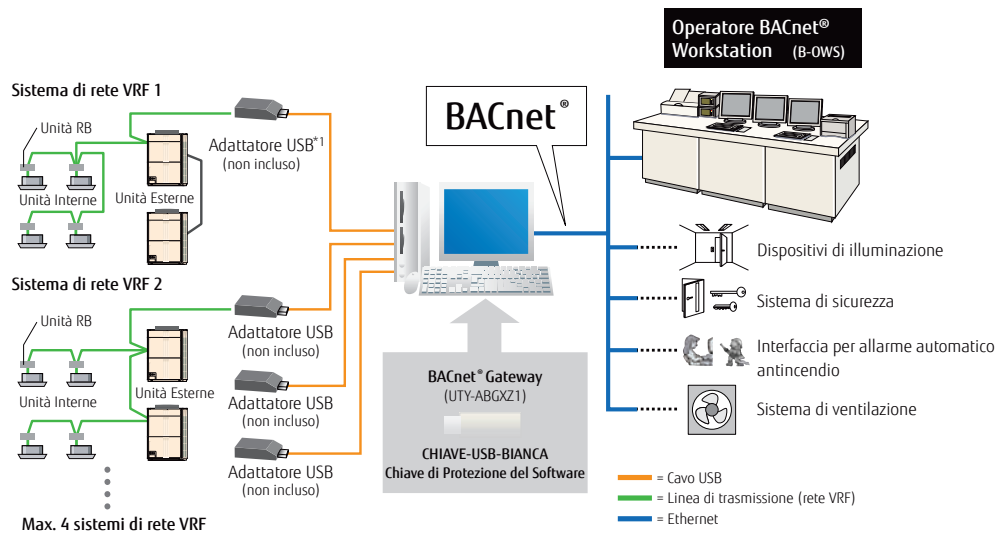 Operatore BACnet®
Workstation (B-OWS)
Sistema di rete VRF 1
Unità RB
Unità Interne
Unità Esterne
Adattatore USB*1
(non incluso)
BACnet®
Dispositivi di illuminazione
Sistema di rete VRF 2
Unità RB
Unità Interne
Unità Esterne
Adattatore USB
(non incluso)
Adattatore USB
(non incluso)
Adattatore USB
(non incluso)
Max. 4 sistemi di rete VRF
BACnet® Gateway
(UTY-ABGXZ1)
CHIAVE-USB-BIANCA
Chiave di Protezione del Software
Sistema di sicurezza
Interfaccia per allarme automatico
antincendio
Sistema di ventilazione
= Cavo USB
= Linea di trasmissione (rete VRF)
= Ethernet